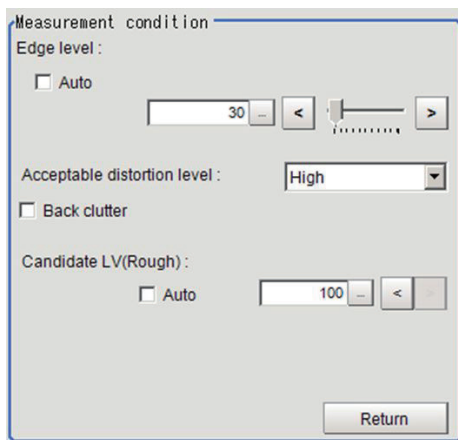 Measurement condition
Edge level :
Auto
30 ... < >
Acceptable distortion level : High
Back clutter
Candidate LV(Rough) :
Auto 100 ... < >
Return